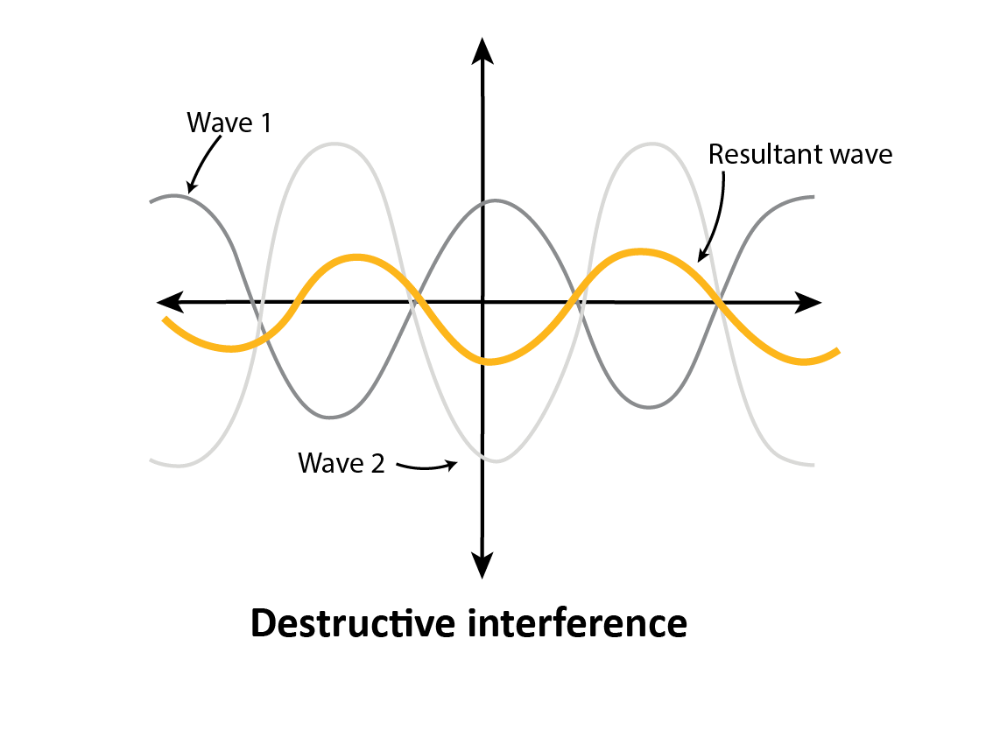 Wave 1
Resultant wave
Wave 2
Destructive interference